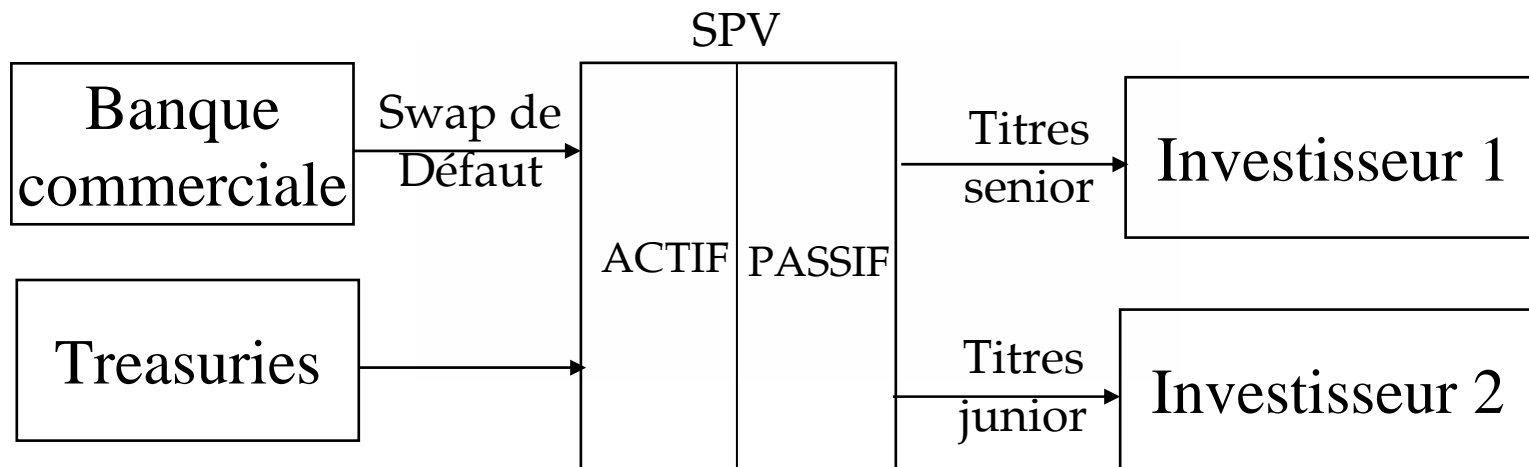 SPV
Banque
commerciale
Swap de
Défaut
Titres
senior
Investisseur 1
ACTIF
PASSIF
Treasuries
Titres
junior
Investisseur 2